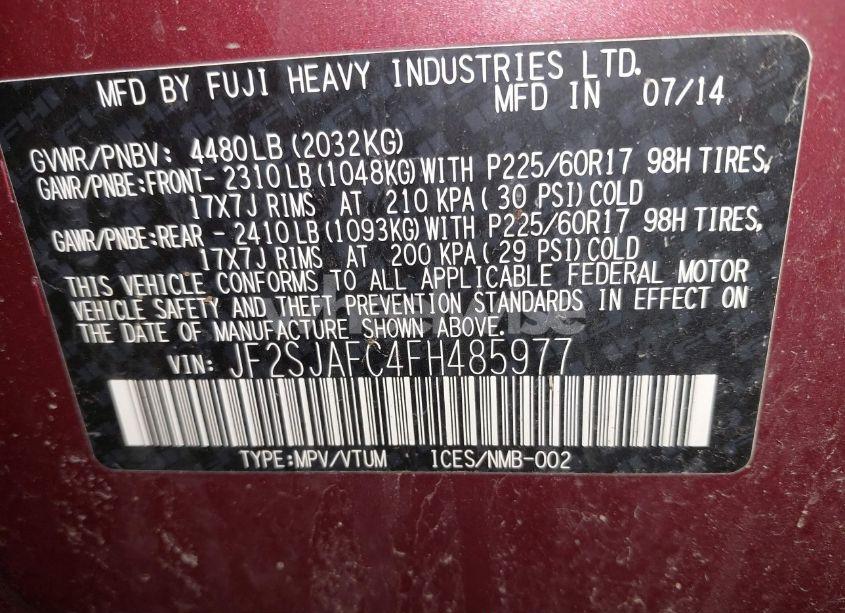 MFD BY FUJI HEAVY INDUSTRIES LTD.
MFD IN 07/14
GVWR/PNBV: 4480LB (2032KG)
GAWR/PNBE:FRONT- 2310LB (1048KG) WITH P225/60R17 98H TIRES,
17X7J RIMS AT 210 KPA ( 30 PSI) COLD
GAWR/PNBE:REAR - 2410LB (1093KG) WITH P225/60R17 98H TIRES,
17X7J RIMS AT 200 KPA ( 29 PSI) COLD
THIS VEHICLE CONFORMS TO ALL APPLICABLE FEDERAL MOTOR
VEHICLE SAFETY AND THEFT PREVENTION STANDARDS IN EFFECT ON
THE DATE OF MANUFACTURE SHOWN ABOVE.
VIN: JF2SJAFC4FH485977
TYPE:MPV/VTUM ICES/NMB-002